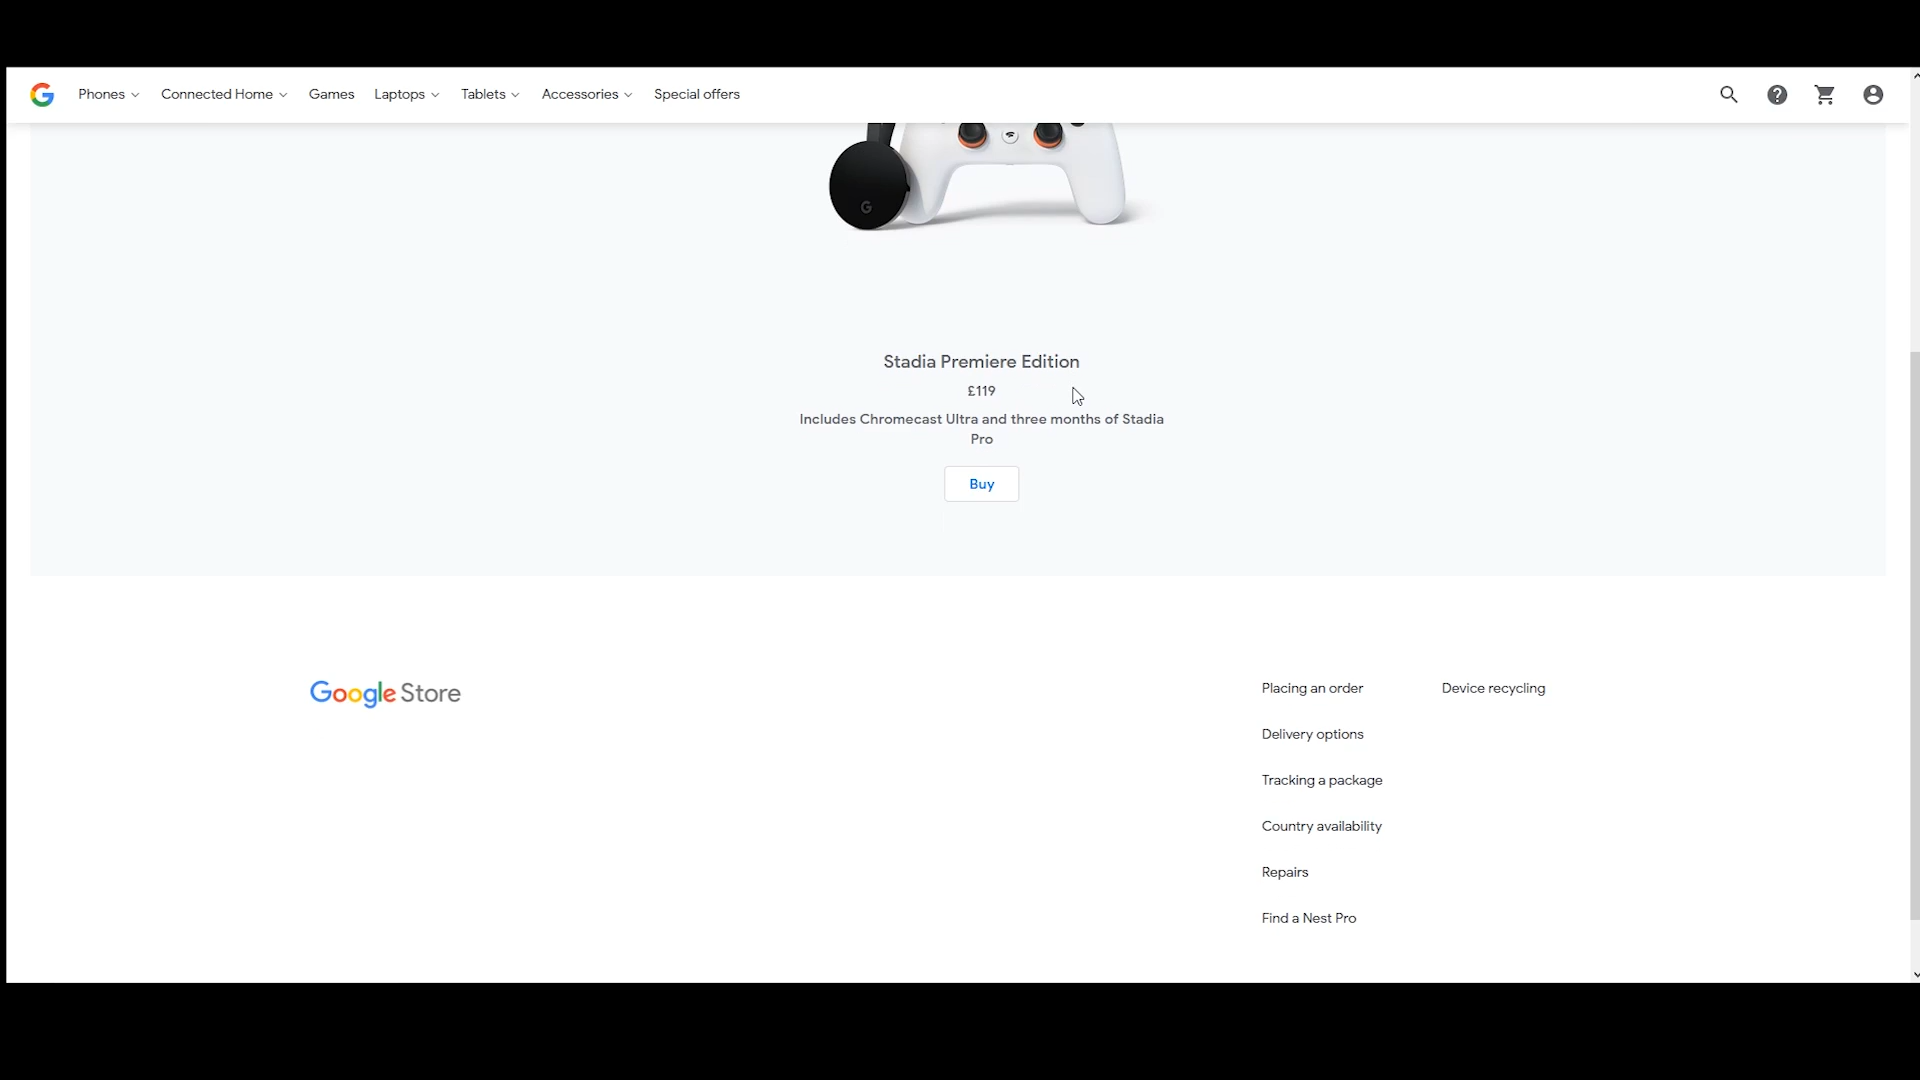 Phones Connected Home Games Laptops Tablets Accessories Special offers
G
Stadia Premiere Edition
£119
Includes Chromecast Ultra and three months of Stadia
Pro
Buy
Google Store
Placing an order
Device recycling
Delivery options
Tracking a package
Country availability
Repairs
Find a Nest Pro